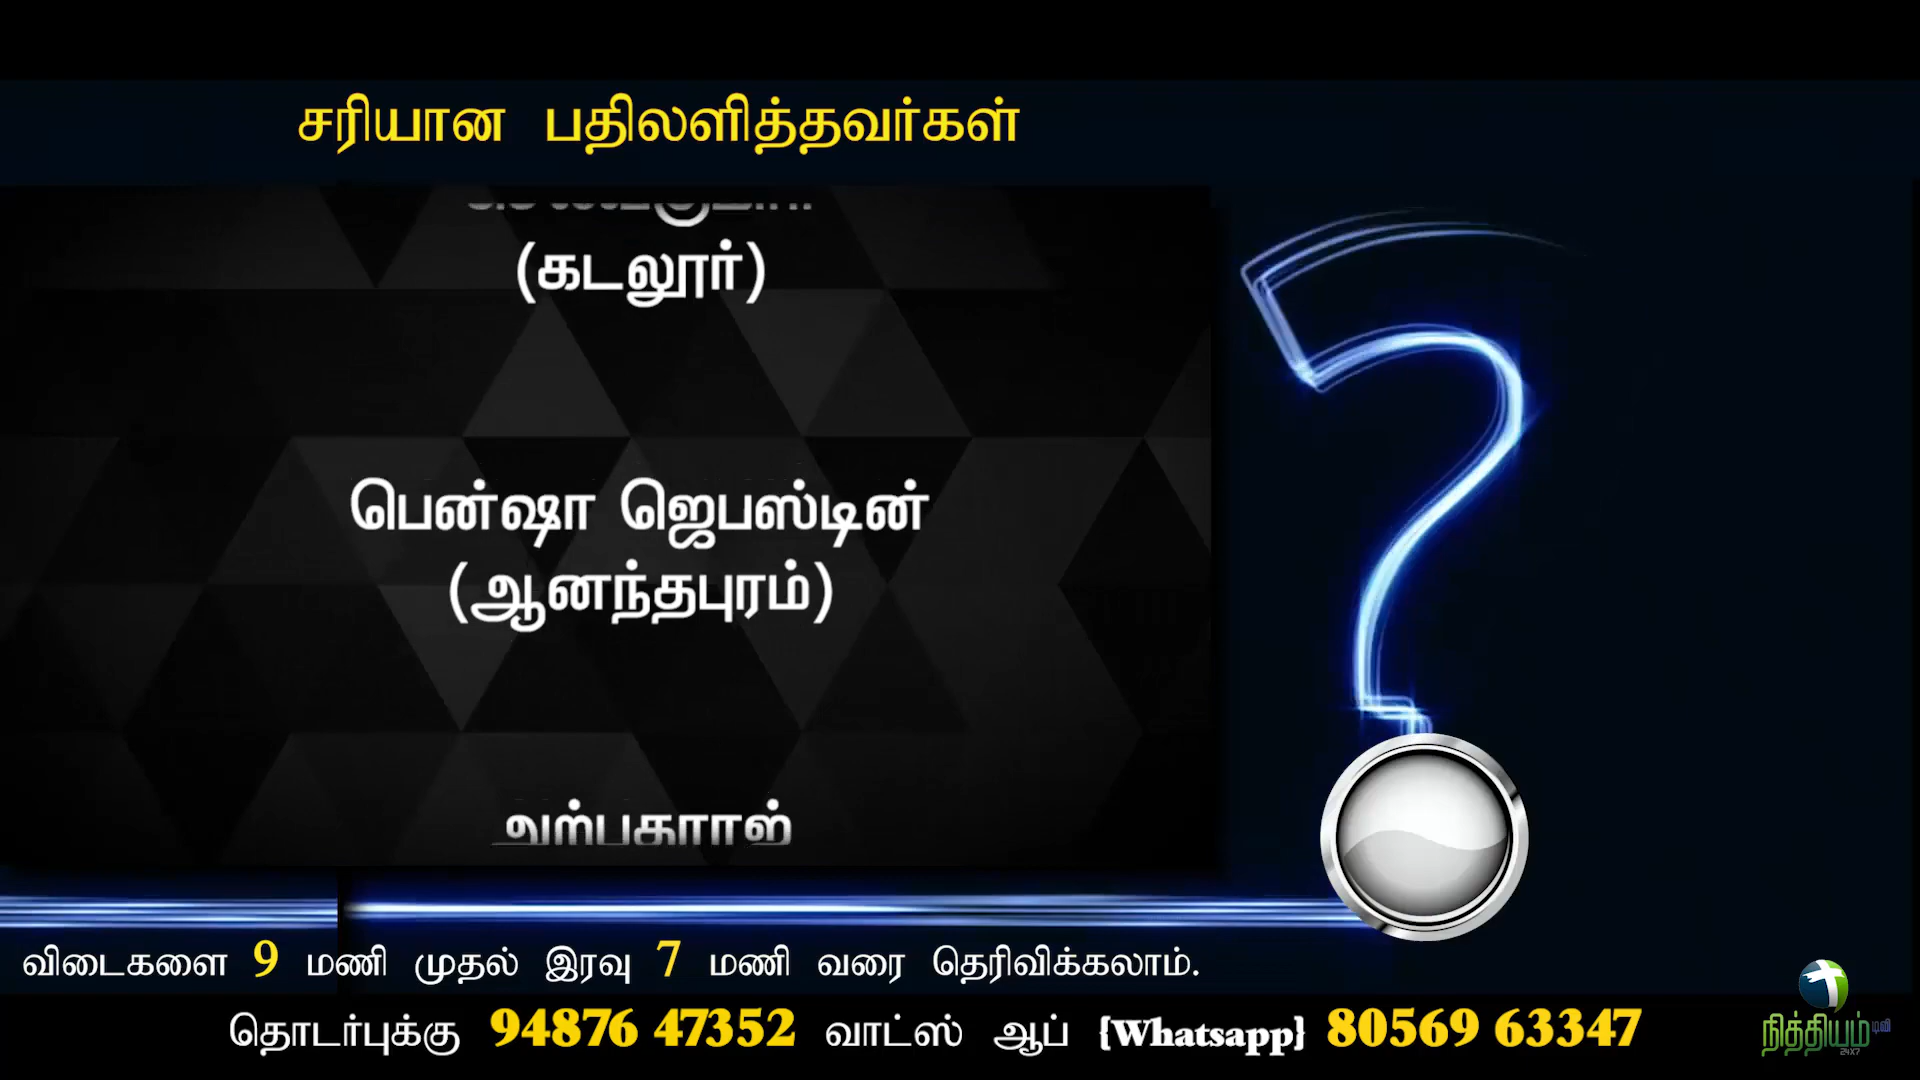 சரியான பதிலளித்தவர்கள்
(கடலூர்)
பென்ஷா ஜெபஸ்டின்
(ஆனந்தபுரம்)
விடைகளை 9 மணி முதல் இரவு 7 மணி வரை தெரிவிக்கலாம்.
தொடர்புக்கு 94876 47352 வாட்ஸ் ஆப் {Whatsapp} 80569 63347
நித்தியம் டிவி
24X7